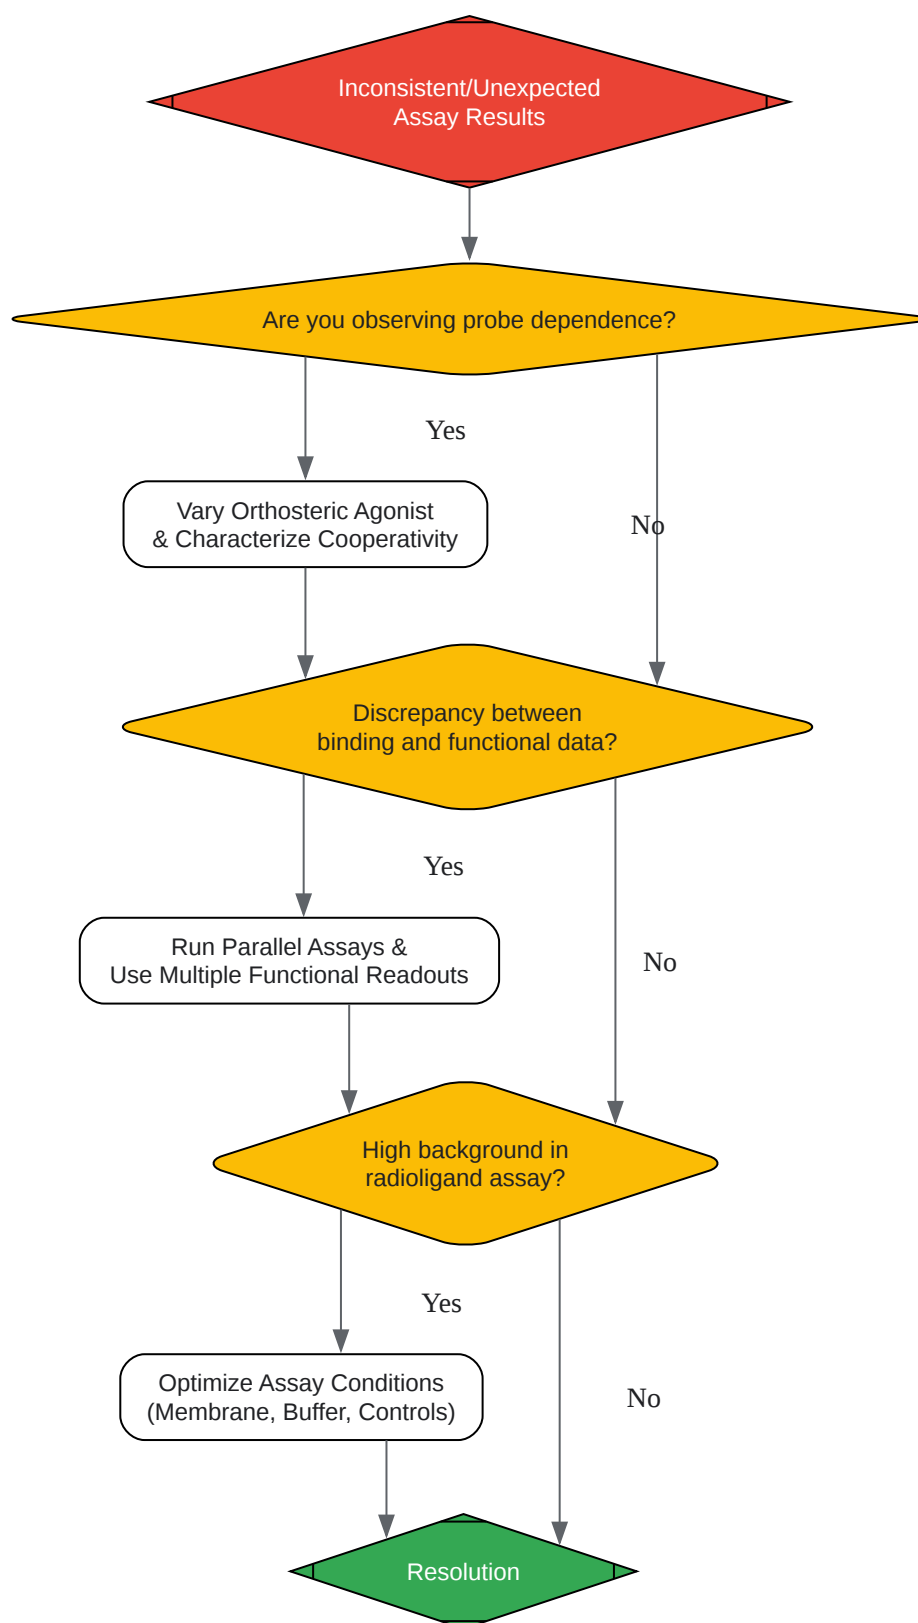 Inconsistent/Unexpected
Assay Results
Are you observing probe dependence?
Yes
Vary Orthosteric Agonist
& Characterize Cooperativity
No
Discrepancy between
binding and functional data?
Yes
Run Parallel Assays &
Use Multiple Functional Readouts
No
High background in
radioligand assay?
Yes
Optimize Assay Conditions
(Membrane, Buffer, Controls)
No
Resolution